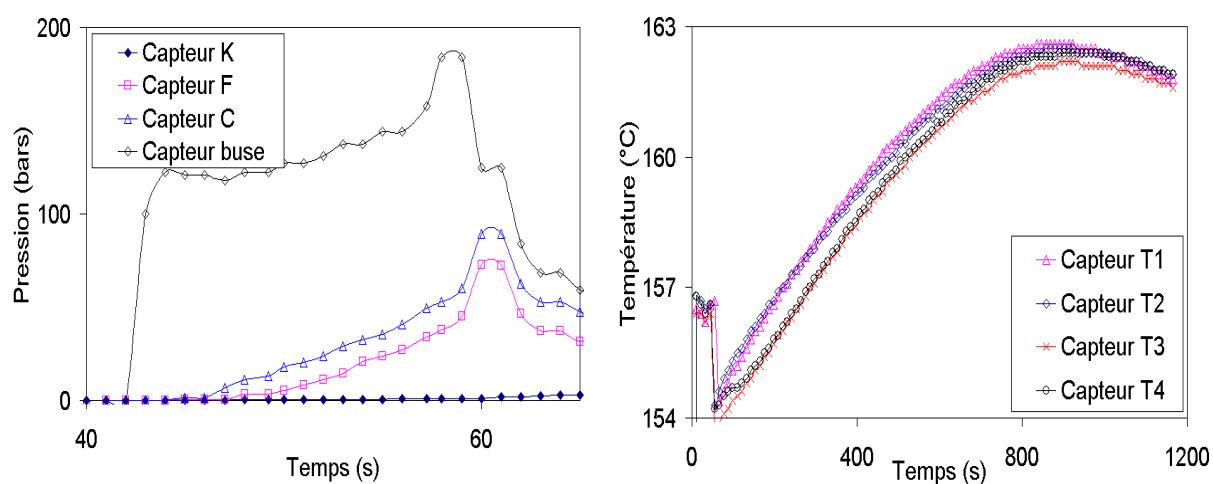 200
Capteur K
Capteur F
Capteur C
Capteur buse
100
0
Pression (bars)
40
60
Temps (s)
163
160
157
154
Température (°C)
Capteur T1
Capteur T2
Capteur T3
Capteur T4
0
400
800
1200
Temps (s)